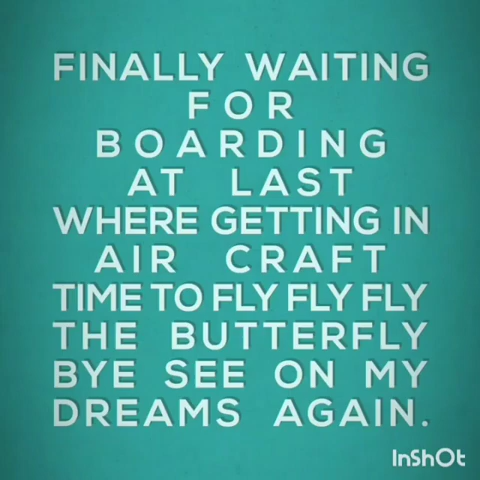 FINALLY WAITING
FOR
BOARDING
AT LAST
WHERE GETTING IN
AIR CRAFT
TIME TO FLY FLY FLY
THE BUTTERFLY
BYE SEE ON MY
DREAMS AGAIN.
InShOt